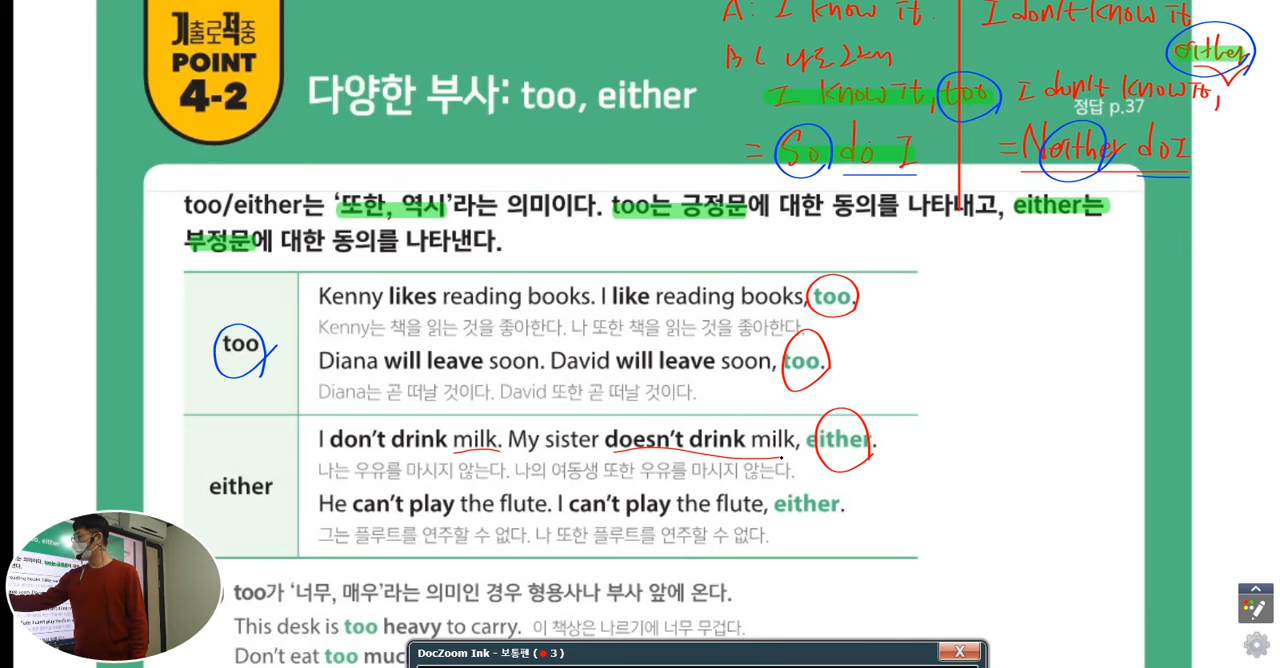 A: I know it.
I don't know it
B: 나도 그래
either
I know it, too
I don't know it,
= So do I
= Neither do I
기출로적중
POINT
4-2
다양한 부사: too, either
정답 p.37
too/either는 ‘또한, 역시’라는 의미이다. too는 긍정문에 대한 동의를 나타내고, either는
부정문에 대한 동의를 나타낸다.
too
Kenny likes reading books. I like reading books, too.
Kenny는 책을 읽는 것을 좋아한다. 나 또한 책을 읽는 것을 좋아한다.
Diana will leave soon. David will leave soon, too.
Diana는 곧 떠날 것이다. David 또한 곧 떠날 것이다.
either
I don't drink milk. My sister doesn't drink milk, either.
나는 우유를 마시지 않는다. 나의 여동생 또한 우유를 마시지 않는다.
He can't play the flute. I can't play the flute, either.
그는 플루트를 연주할 수 없다. 나 또한 플루트를 연주할 수 없다.
too가 ‘너무, 매우’라는 의미인 경우 형용사나 부사 앞에 온다.
This desk is too heavy to carry. 이 책상은 나르기에 너무 무겁다.
Don't eat too muc
DocZoom Ink - 보통펜 ( 3 )
X